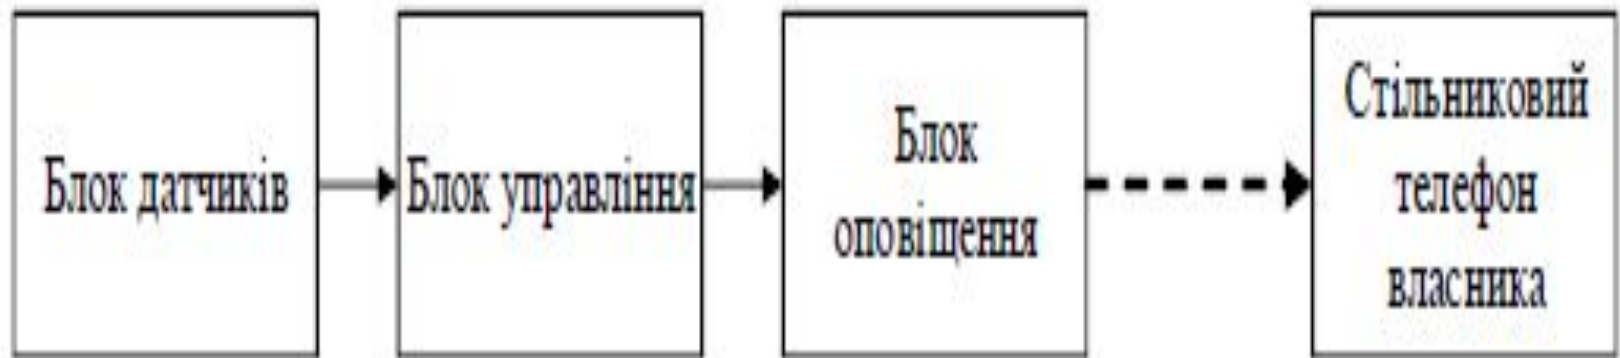 Блок датчиків
Блок управління
Блок
оповіщення
Стільниковий
телефон
власника